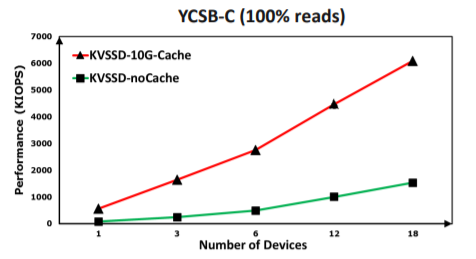 YCSB-C (100% reads)
7000
6000
5000
4000
3000
2000
1000
0
Performance (KIOPS)
KVSSD-10G-Cache
KVSSD-noCache
1 3 6 12 18
Number of Devices